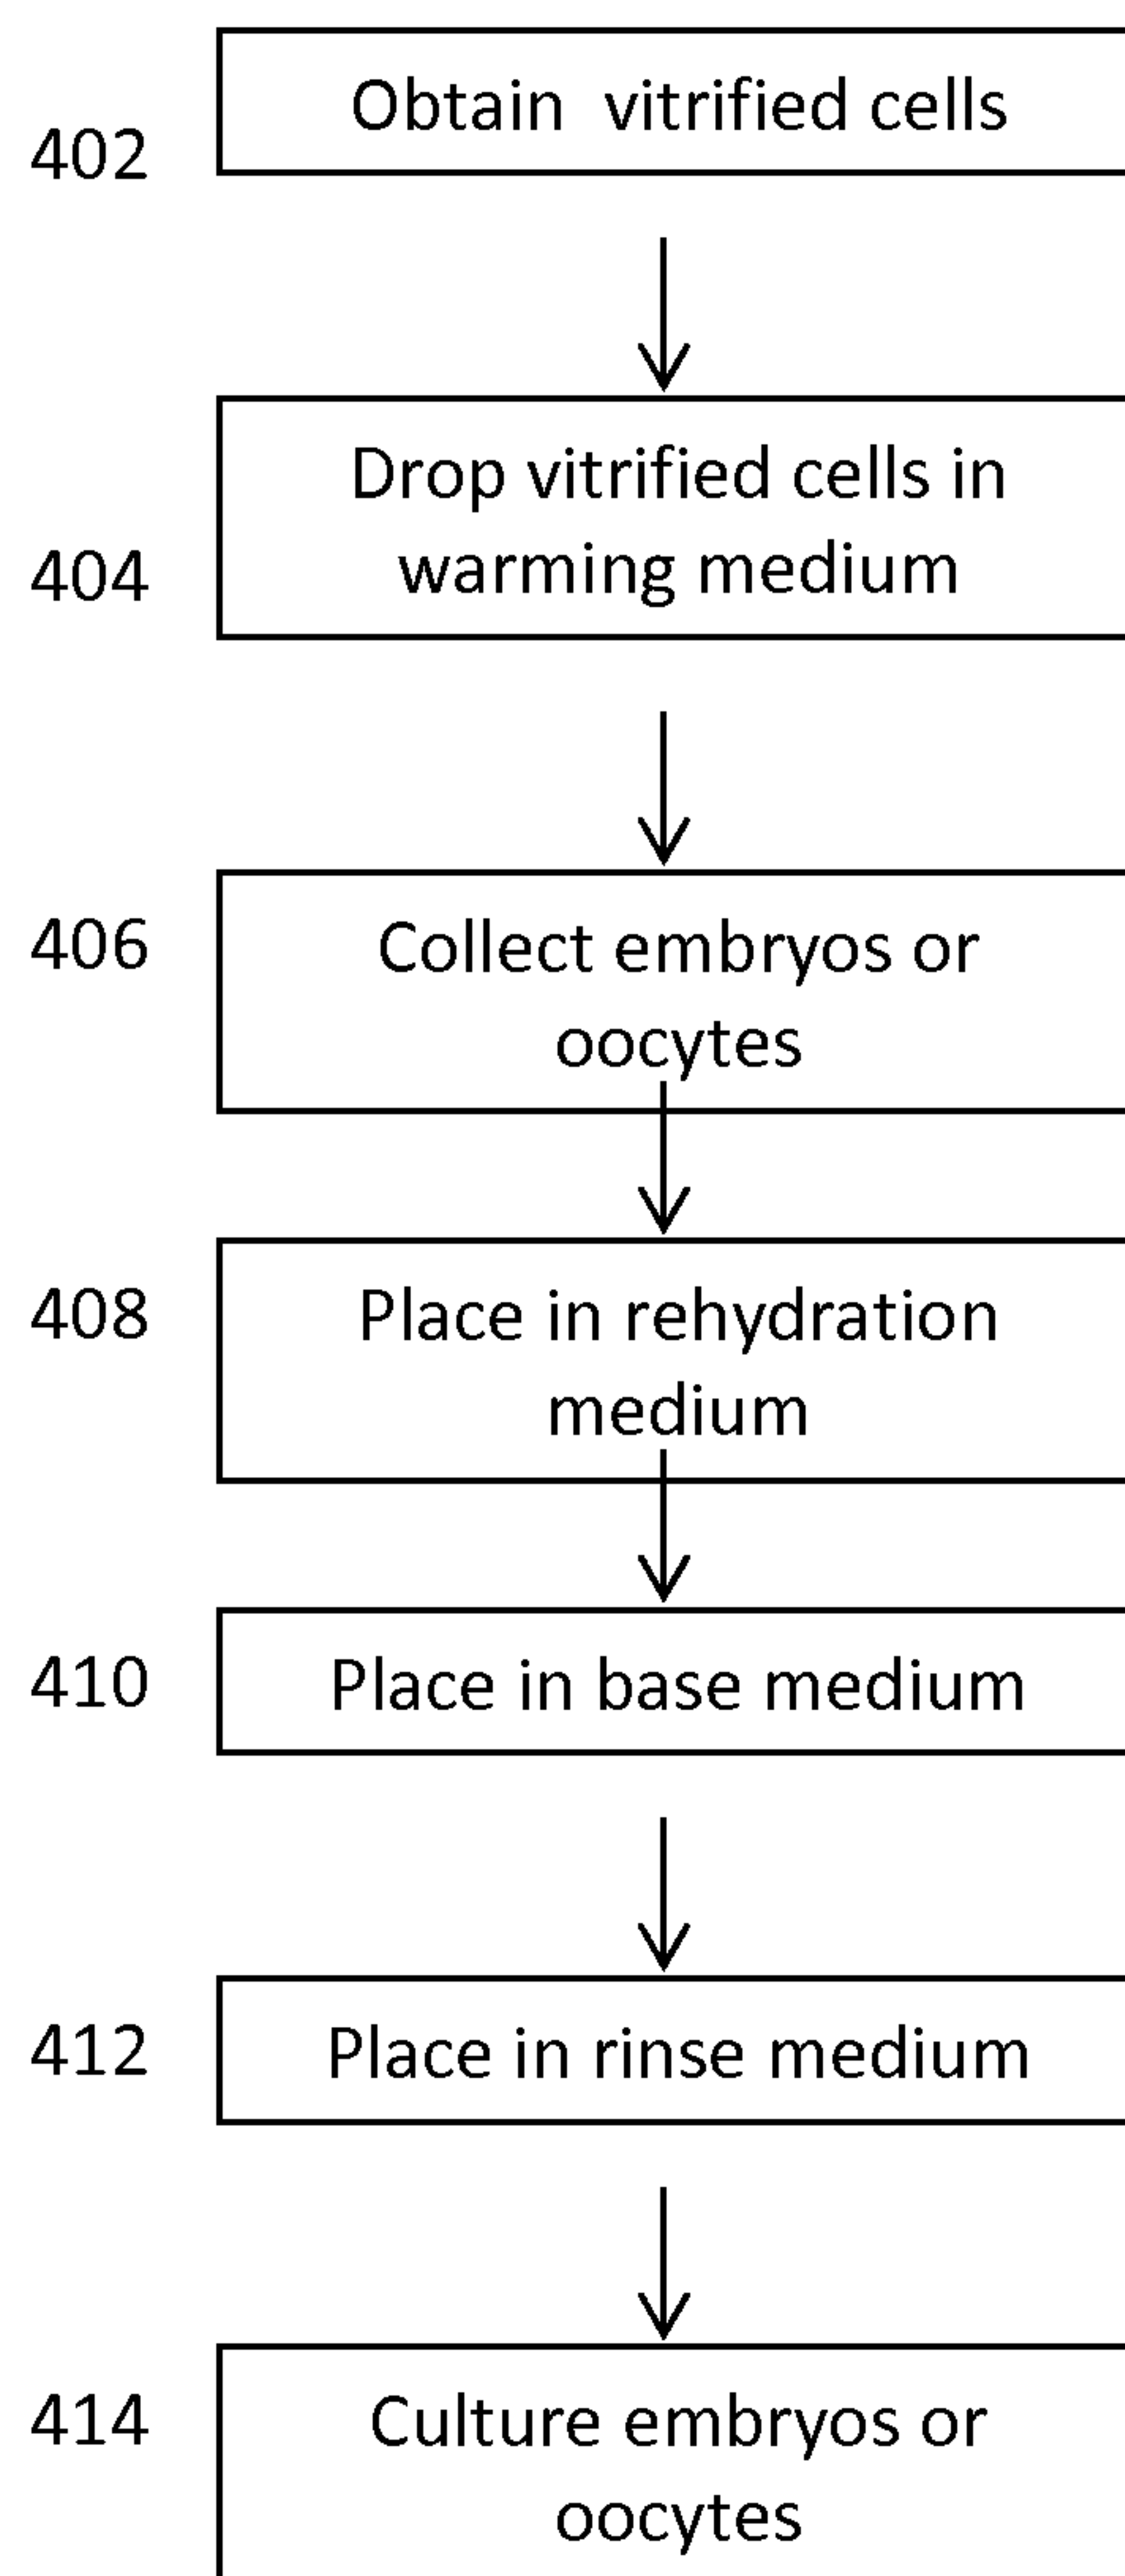 402
Obtain  vitrified cells
404
Drop vitrified cells in
warming medium
406
Collect embryos or
oocytes
408
Place in rehydration
medium
410
Place in base medium
412
Place in rinse medium
414
Culture embryos or
oocytes